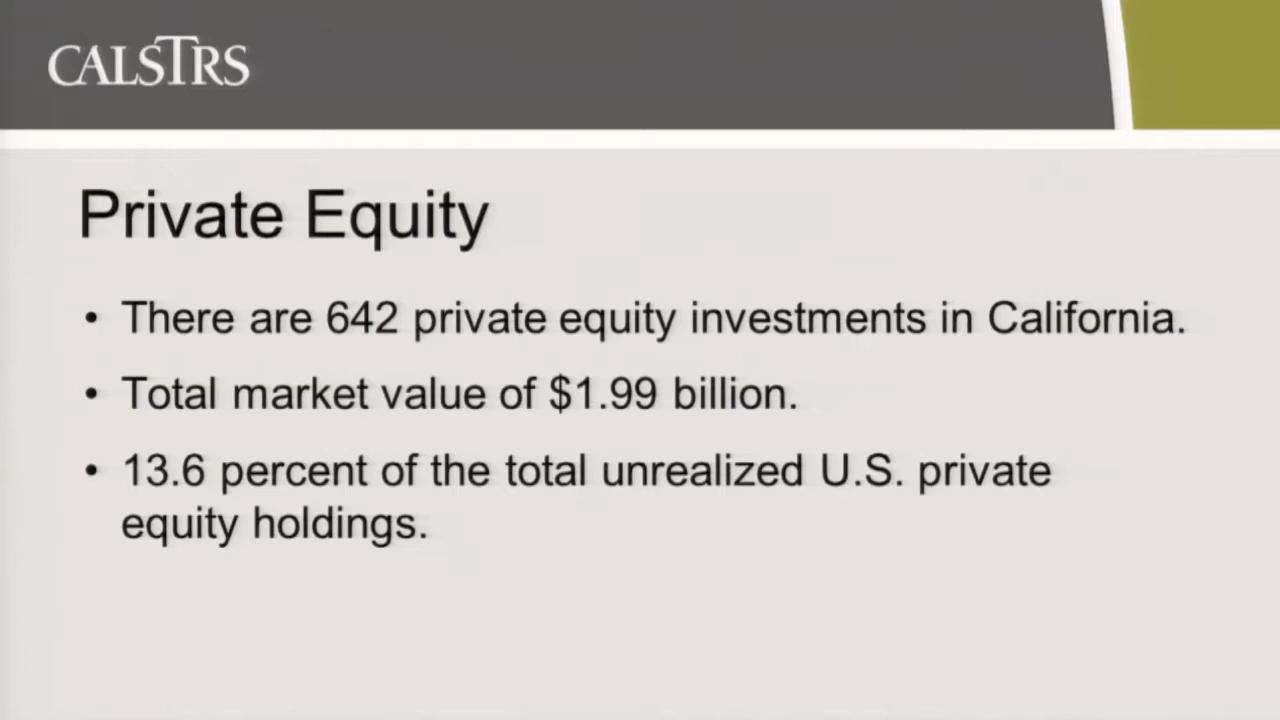 CALSTRS
Private Equity
• There are 642 private equity investments in California.
• Total market value of $1.99 billion.
• 13.6 percent of the total unrealized U.S. private
equity holdings.